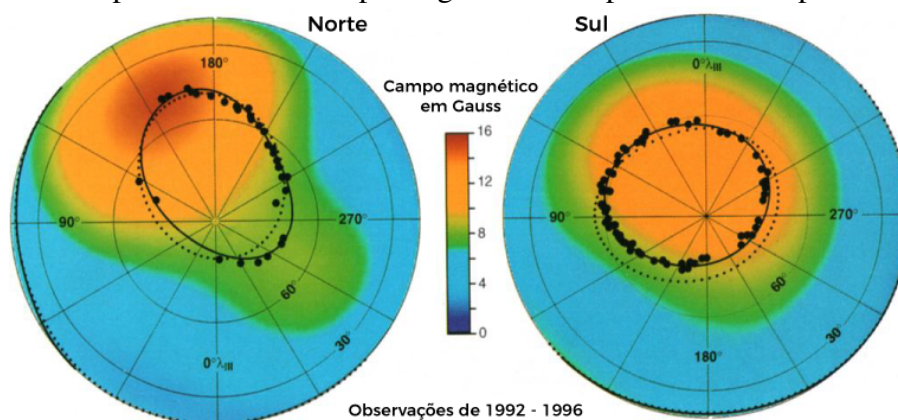 Norte
Sul
180°
90°
270°
60°
30°
0°λIII
Campo magnético
em Gauss
16
12
8
4
0
0°λIII
90°
270°
60°
30°
180°
Observações de 1992 - 1996